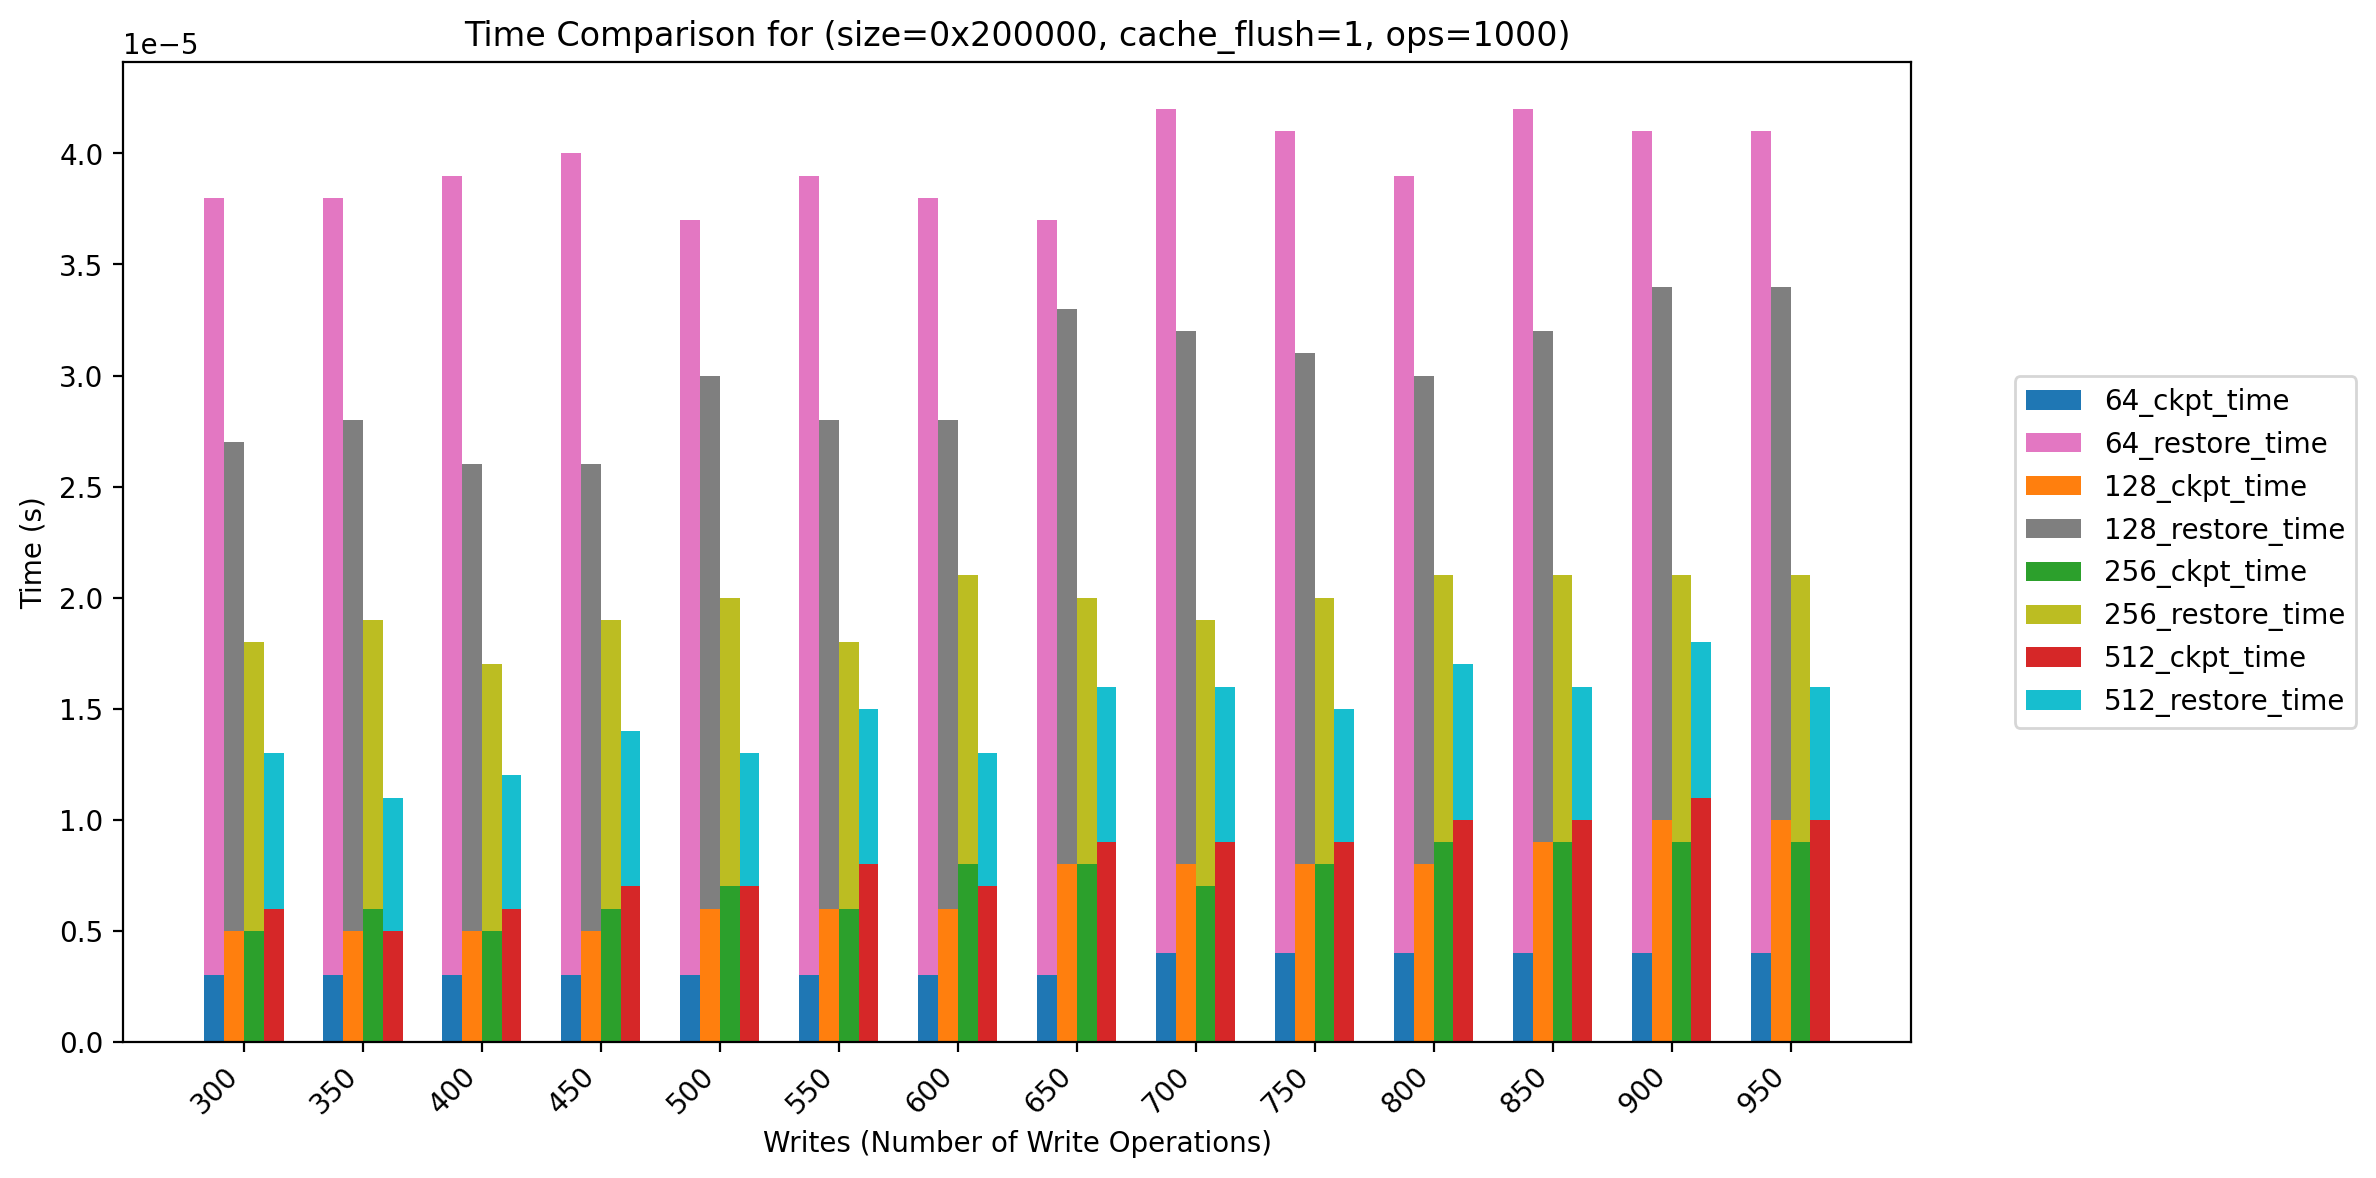 Time Comparison for (size=0x200000, cache_flush=1, ops=1000)
1e−5
4.0
3.5
3.0
2.5
2.0
1.5
1.0
0.5
0.0
Time (s)
300
350
400
450
500
550
600
650
700
750
800
850
900
950
Writes (Number of Write Operations)
64_ckpt_time
64_restore_time
128_ckpt_time
128_restore_time
256_ckpt_time
256_restore_time
512_ckpt_time
512_restore_time